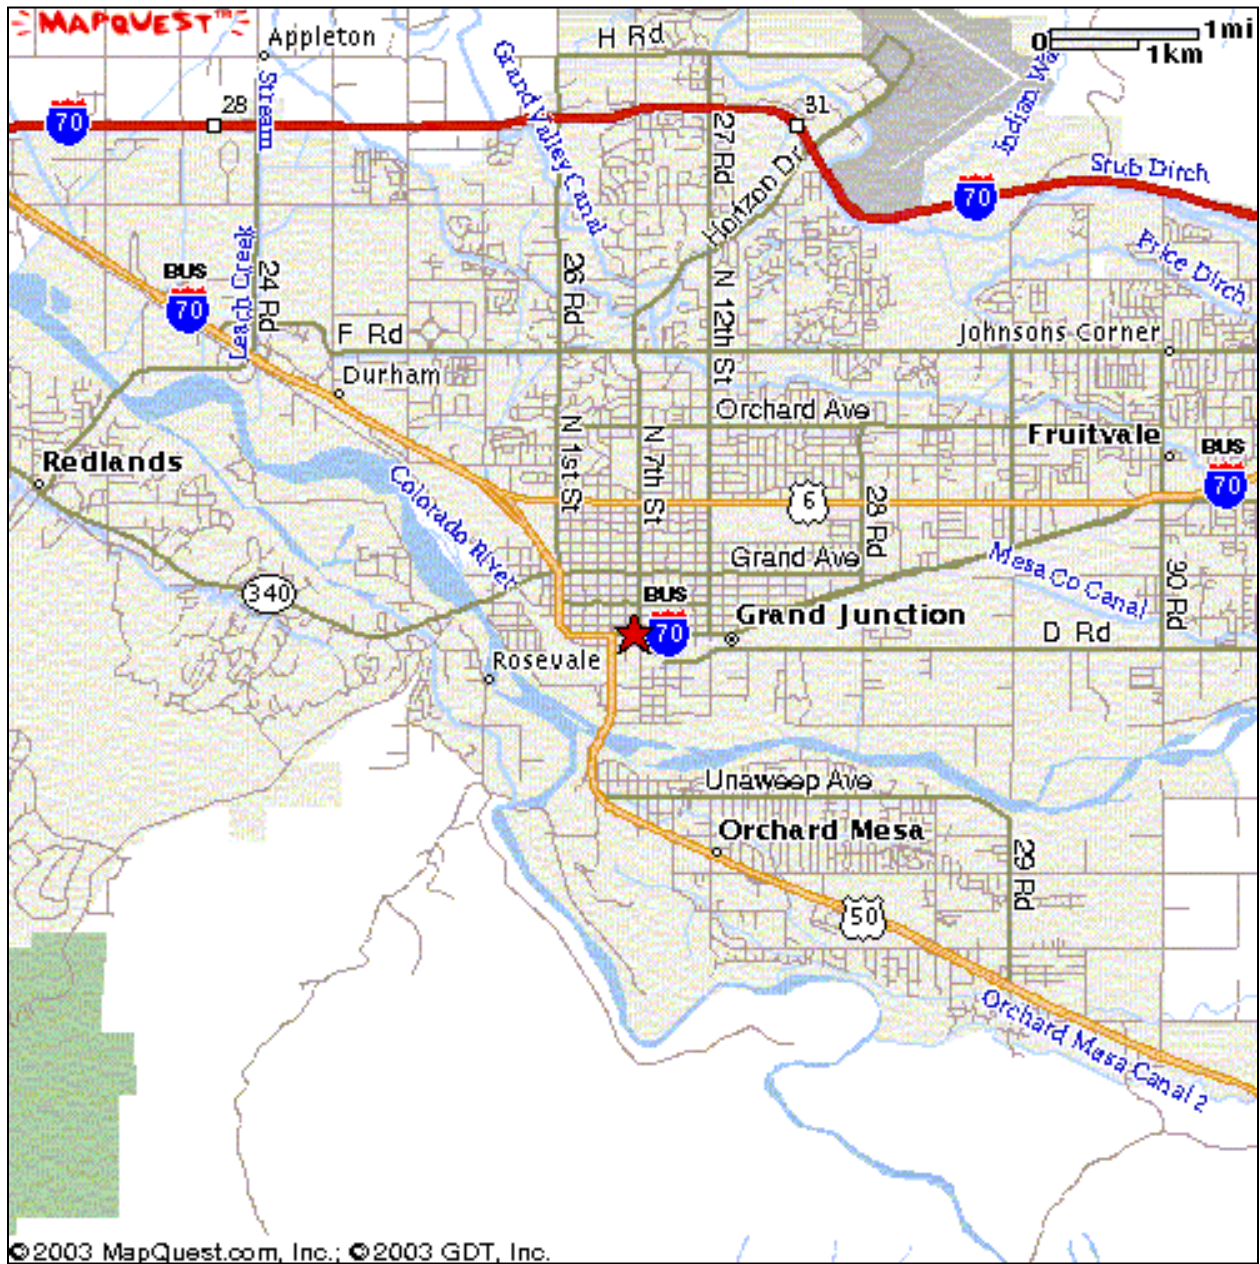 MAPQUEST™
Appleton
H Rd
0 1mi
1km
28
31
70
Stream
Grand Valley Canal
27 Rd
Indian Wa
Horizon Dr
Stub Dirch
70
Price Dirch
BUS
70
Leach Creek
24 Rd
26 Rd
N 12th St
F Rd
Johnsons Corner
Durham
Orchard Ave
N 1st St
N 7th St
Fruitvale
BUS
70
Redlands
Colorado River
6
28 Rd
Grand Ave
Mesa Co Canal
340
BUS
70
Grand Junction
30 Rd
D Rd
Rosevale
Unaweep Ave
Orchard Mesa
29 Rd
50
Orchard Mesa Canal 2
©2003 MapQuest.com, Inc.; ©2003 GDT, Inc.